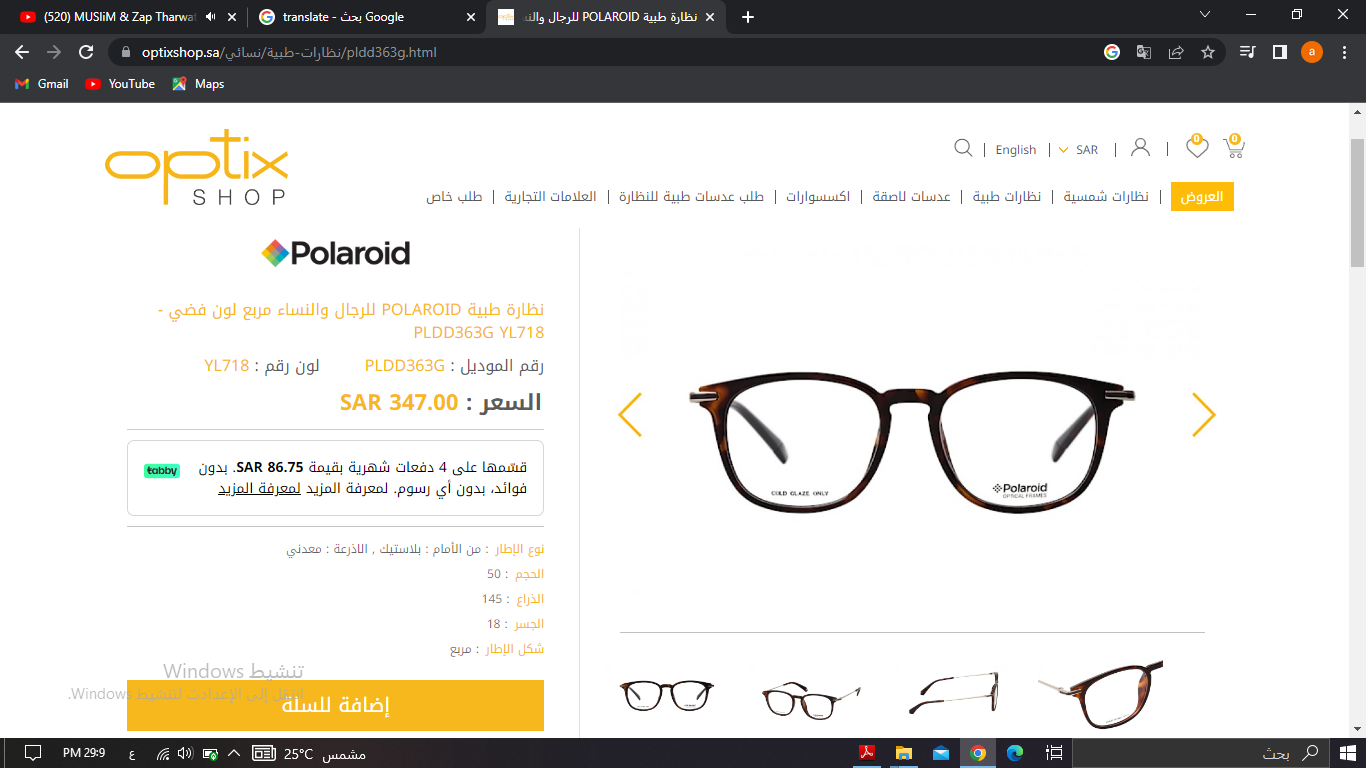 (520) MUSliM & Zap Tharwat
translate - بحث Google
نظارة طبية POLAROID للرجال والنس
optixshop.sa/نظارات-طبية/نسائي/pldd363g.html
a
Gmail
YouTube
Maps
optix
SHOP
English
SAR
0
0
العروض
نظارات شمسية
نظارات طبية
عدسات لاصقة
اكسسوارات
طلب عدسات طبية للنظارة
العلامات التجارية
طلب خاص
Polaroid
نظارة طبية POLAROID للرجال والنساء مربع لون فضي -
PLDD363G YL718
رقم الموديل : PLDD363G
لون رقم : YL718
السعر : SAR 347.00
قسّمها على 4 دفعات شهرية بقيمة SAR 86.75. بدون
فوائد، بدون أي رسوم. لمعرفة المزيد لمعرفة المزيد
tabby
نوع الإطار : من الأمام : بلاستيك , الاذرعة : معدني
الحجم : 50
الذراع : 145
الجسر : 18
شكل الإطار : مربع
إضافة للسلة
COLD GLAZE ONLY
Polaroid
OPTICAL FRAMES
تنشيط Windows
انتقل إلى الإعدادات لتنشيط Windows.
PM 29:9
ع
25°C مشمس
بحث